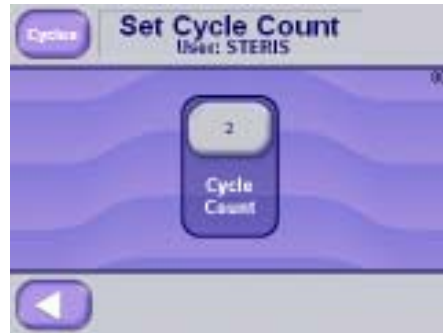 Cycles
Set Cycle Count
User: STERIS
2
Cycle
Count